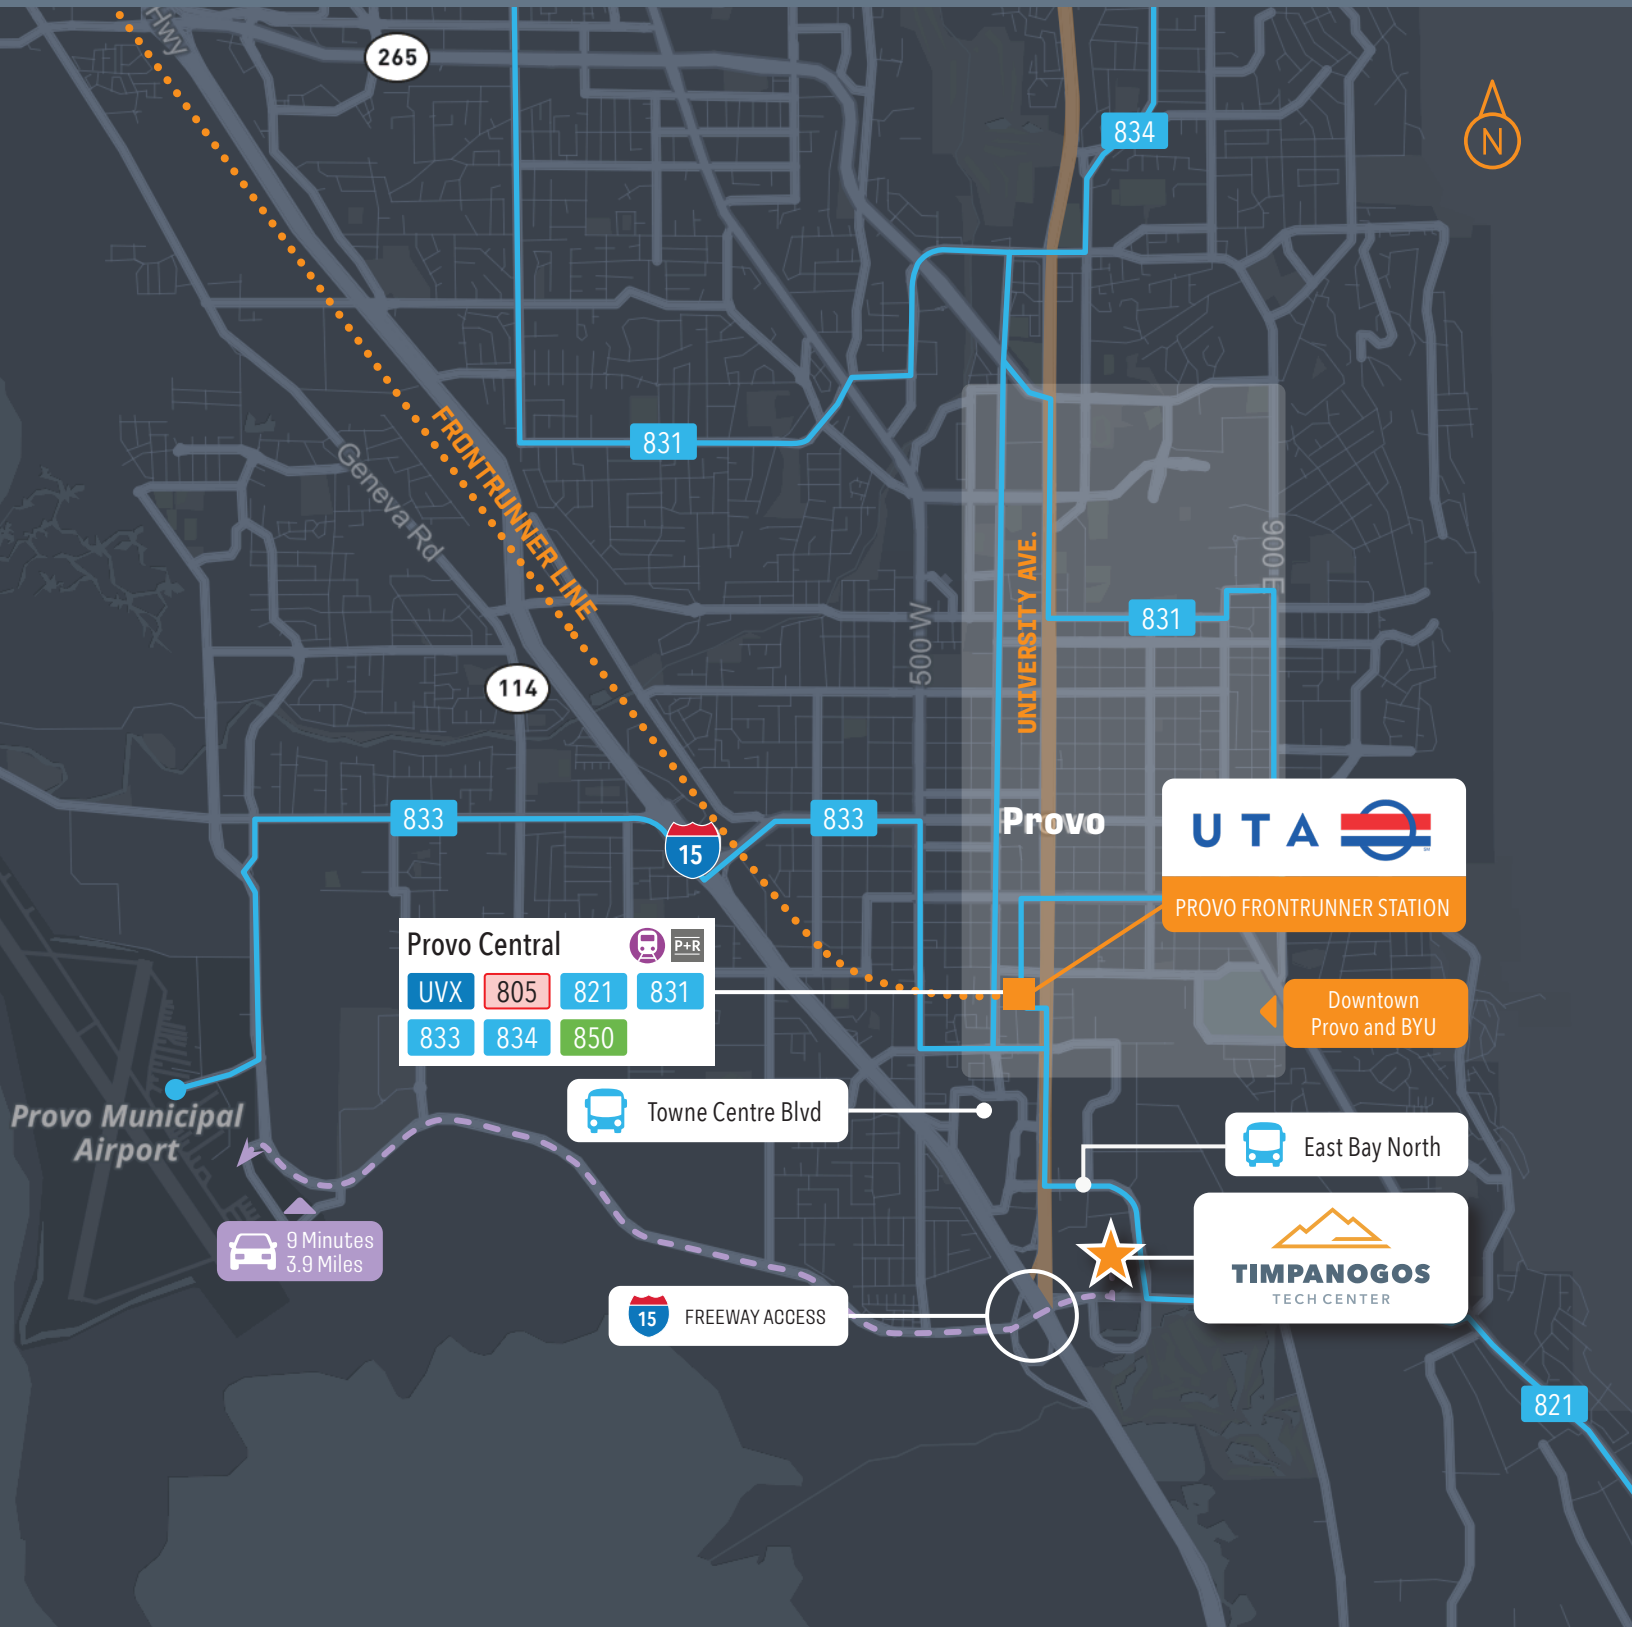 Hwy
265
834
N
FRONTRUNNER LINE
831
Geneva Rd
900 E
UNIVERSITY AVE.
500 W
831
114
833
15
833
Provo
UTA
PROVO FRONTRUNNER STATION
Provo Central
P+R
UVX 805 821 831
833 834 850
Downtown
Provo and BYU
Provo Municipal
Airport
Towne Centre Blvd
East Bay North
9 Minutes
3.9 Miles
TIMPANOGOS
TECH CENTER
15 FREEWAY ACCESS
821